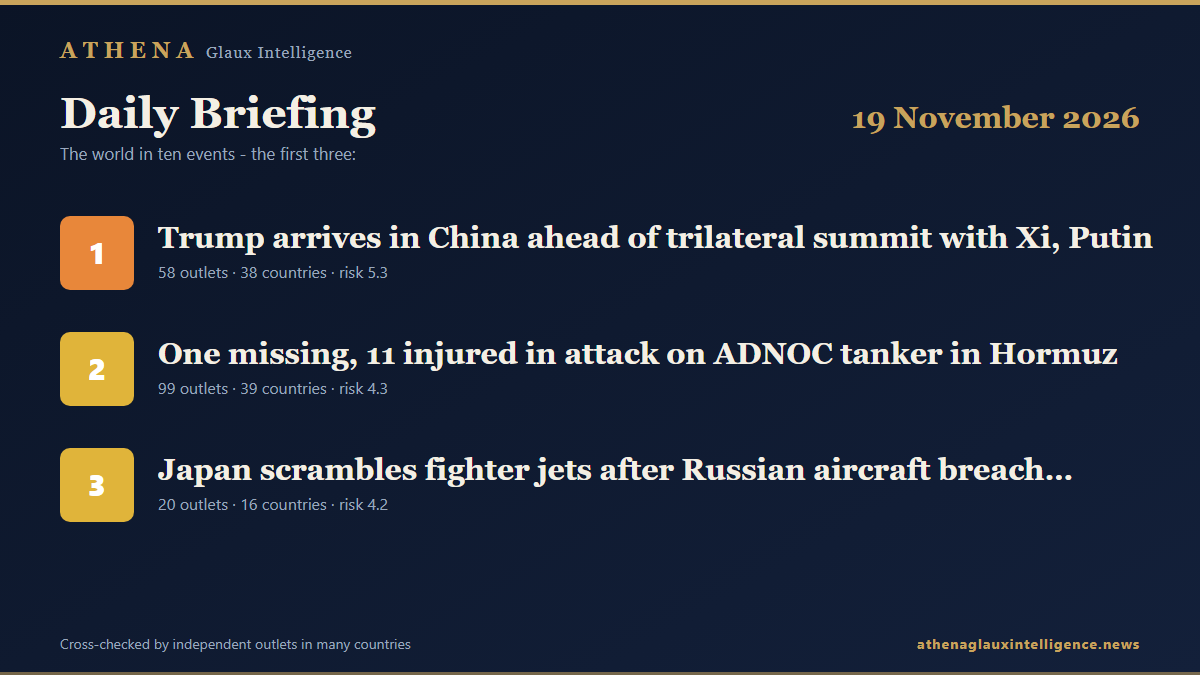 ATHENA Glaux Intelligence
Daily Briefing
19 November 2026
The world in ten events - the first three:
1
Trump arrives in China ahead of trilateral summit with Xi, Putin
58 outlets · 38 countries · risk 5.3
2
One missing, 11 injured in attack on ADNOC tanker in Hormuz
99 outlets · 39 countries · risk 4.3
3
Japan scrambles fighter jets after Russian aircraft breach...
20 outlets · 16 countries · risk 4.2
Cross-checked by independent outlets in many countries
athenaglauxintelligence.news